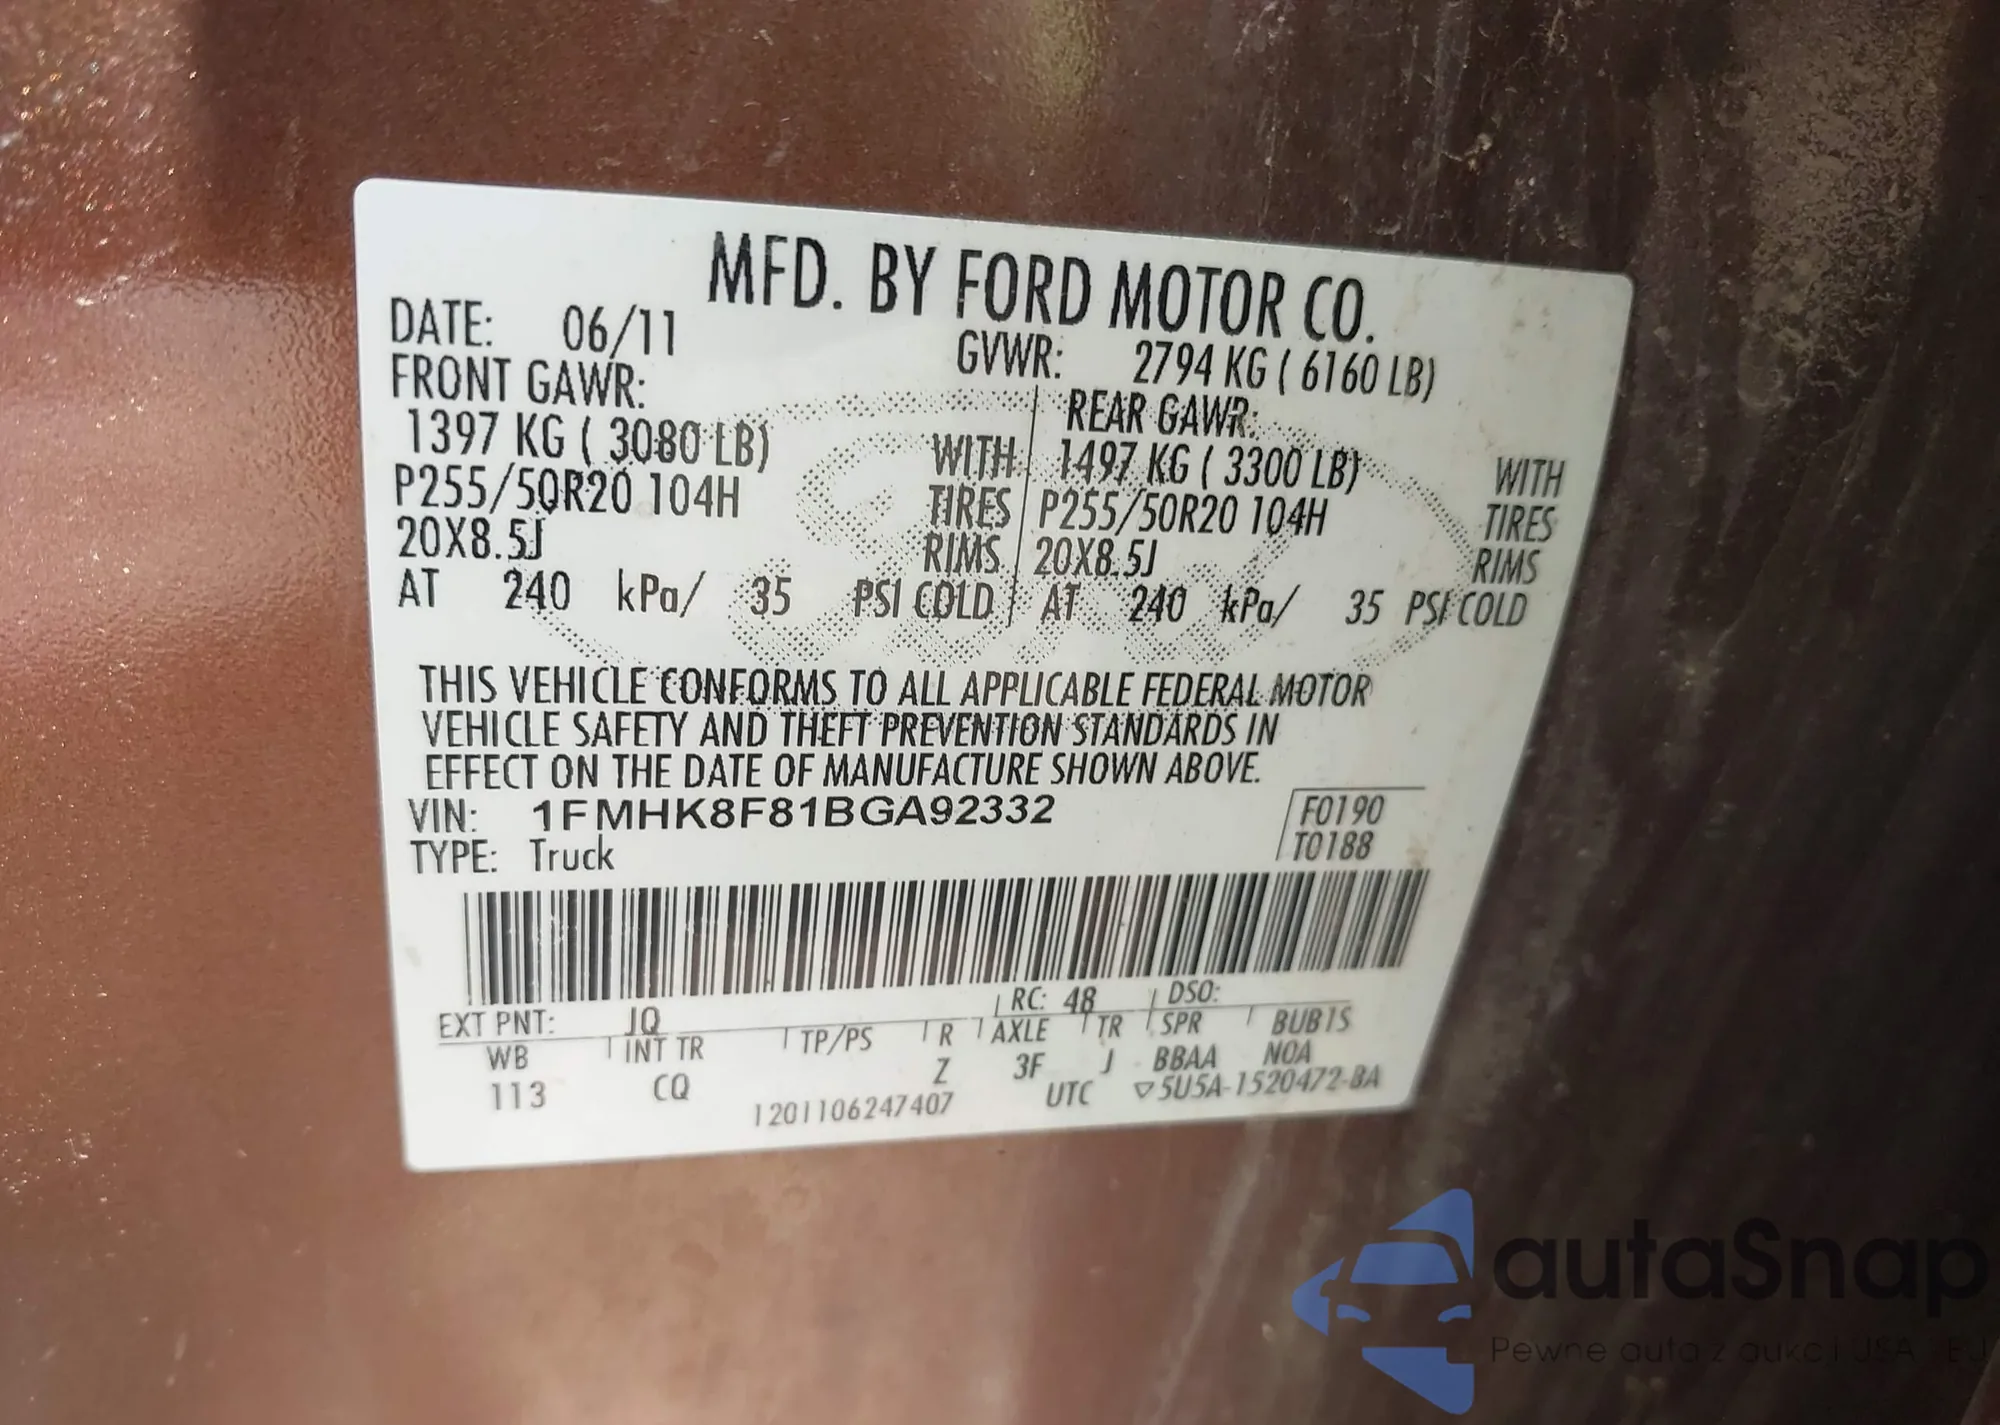 MFD. BY FORD MOTOR CO.
DATE: 06/11 GVWR: 2794 KG ( 6160 LB)
FRONT GAWR: REAR GAWR:
1397 KG ( 3080 LB) WITH 1497 KG ( 3300 LB) WITH
P255/50R20 104H TIRES P255/50R20 104H TIRES
20X8.5J RIMS 20X8.5J RIMS
AT 240 kPa/ 35 PSI COLD AT 240 kPa/ 35 PSI COLD
THIS VEHICLE CONFORMS TO ALL APPLICABLE FEDERAL MOTOR
VEHICLE SAFETY AND THEFT PREVENTION STANDARDS IN
EFFECT ON THE DATE OF MANUFACTURE SHOWN ABOVE.
VIN: 1FMHK8F81BGA92332 F0190
TYPE: Truck T0188
EXT PNT: JQ RC: 48 DSO:
WB INT TR TP/PS R AXLE TR SPR BUB1S
113 CQ Z 3F J BBAA NOA
1201106247407 UTC ▽5U5A-1520472-BA
autaSnap
Pewne auta z aukcji USA